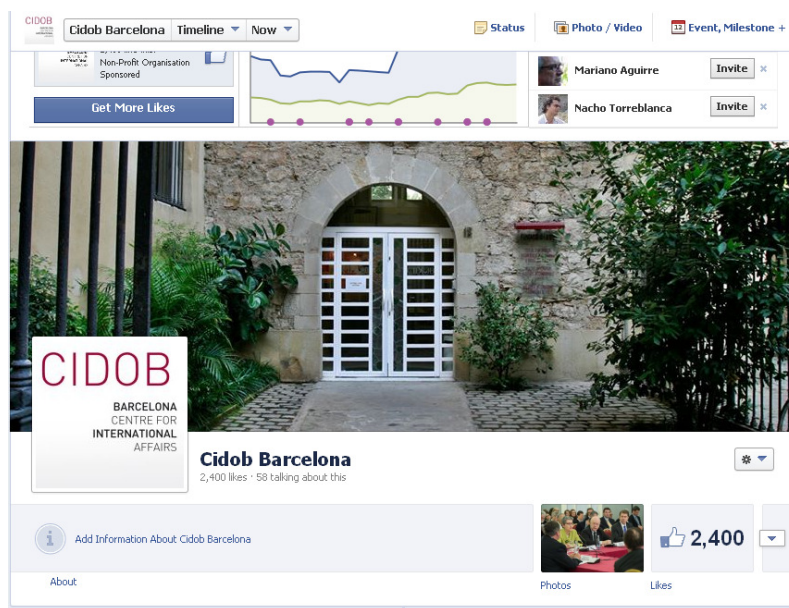 CIDOB
Cidob Barcelona Timeline Now
Status
Photo / Video
Event, Milestone +
Non-Profit Organisation
Sponsored
Get More Likes
Mariano Aguirre Invite ×
Nacho Torreblanca Invite ×
CIDOB
BARCELONA
CENTRE FOR
INTERNATIONAL
AFFAIRS
Cidob Barcelona
2,400 likes · 58 talking about this
Add Information About Cidob Barcelona
2,400
About
Photos
Likes